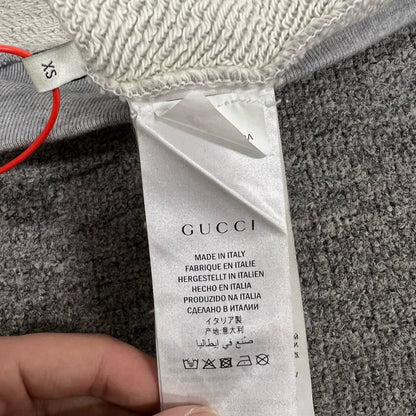 XS
GUCCI
MADE IN ITALY
FABRIQUE EN ITALIE
HERGESTELLT IN ITALIEN
HECHO EN ITALIA
PRODUZIDO NA ITALIA
СДЕЛАНО В ИТАЛИИ
イタリア製
产地:意大利
صنع في إيطاليا